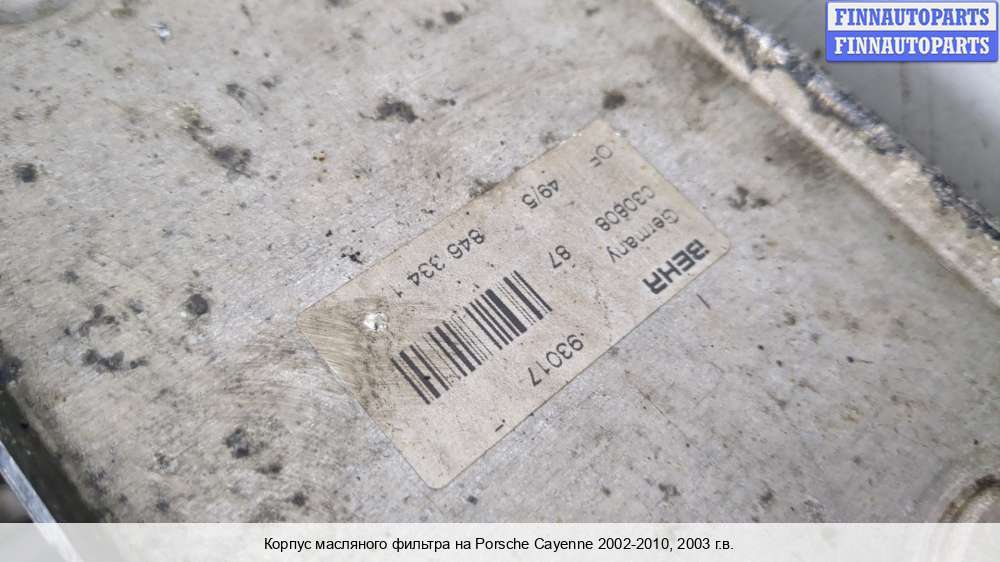 FINNAUTOPARTS
FINNAUTOPARTS
BEHR
Germany
030808 87
OF 49/5 846 334 1
93017
Корпус масляного фильтра на Porsche Cayenne 2002-2010, 2003 г.в.